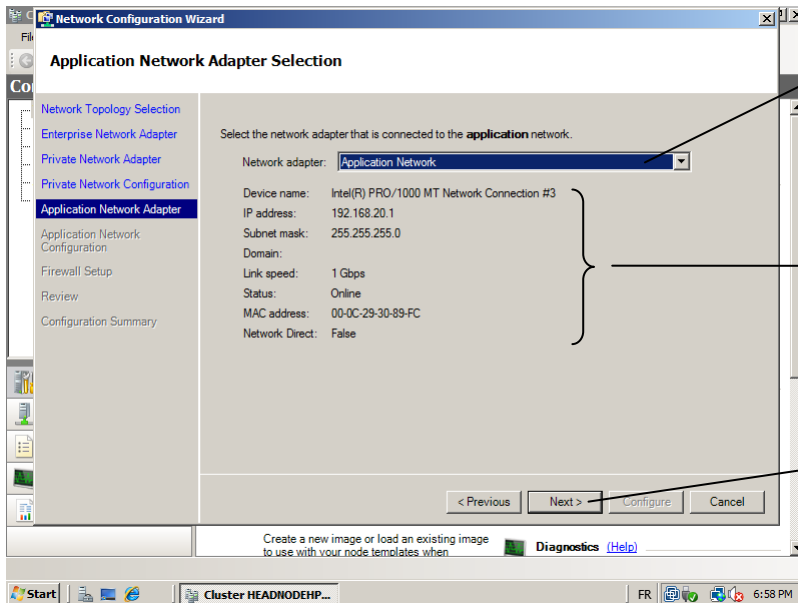 Network Configuration Wizard
Application Network Adapter Selection
Network Topology Selection
Enterprise Network Adapter
Private Network Adapter
Private Network Configuration
Application Network Adapter
Application Network
Configuration
Firewall Setup
Review
Configuration Summary
Select the network adapter that is connected to the application network.
Network adapter: Application Network
Device name: Intel(R) PRO/1000 MT Network Connection #3
IP address: 192.168.20.1
Subnet mask: 255.255.255.0
Domain:
Link speed: 1 Gbps
Status: Online
MAC address: 00-0C-29-30-89-FC
Network Direct: False
< Previous
Next >
Configure
Cancel
Create a new image or load an existing image
to use with your node templates when
Diagnostics (Help)
Start
Cluster HEADNODEHP...
FR
6:58 PM